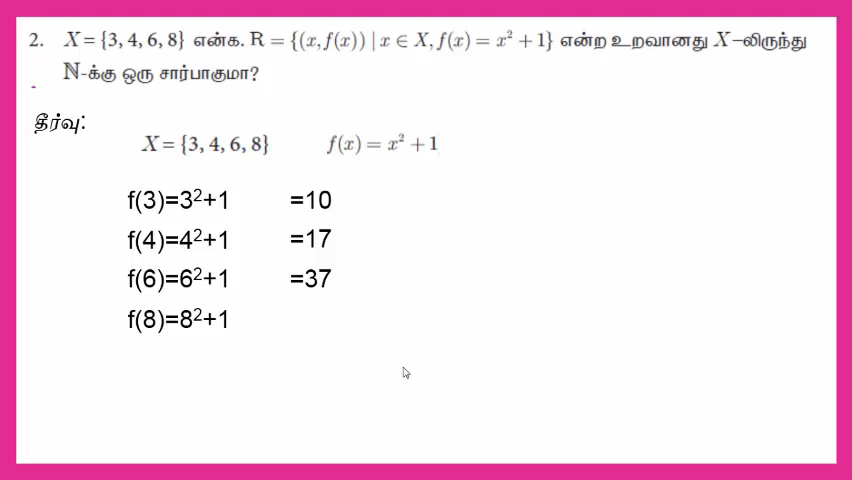 2. X = {3, 4, 6, 8} என்க. R = {(x, f(x)) | x ∈ X, f(x) = x² + 1} என்ற உறவானது X–லிருந்து
ℕ-க்கு ஒரு சார்பாகுமா?
தீர்வு:
X = {3, 4, 6, 8} f(x) = x² + 1
f(3)=3²+1 =10
f(4)=4²+1 =17
f(6)=6²+1 =37
f(8)=8²+1